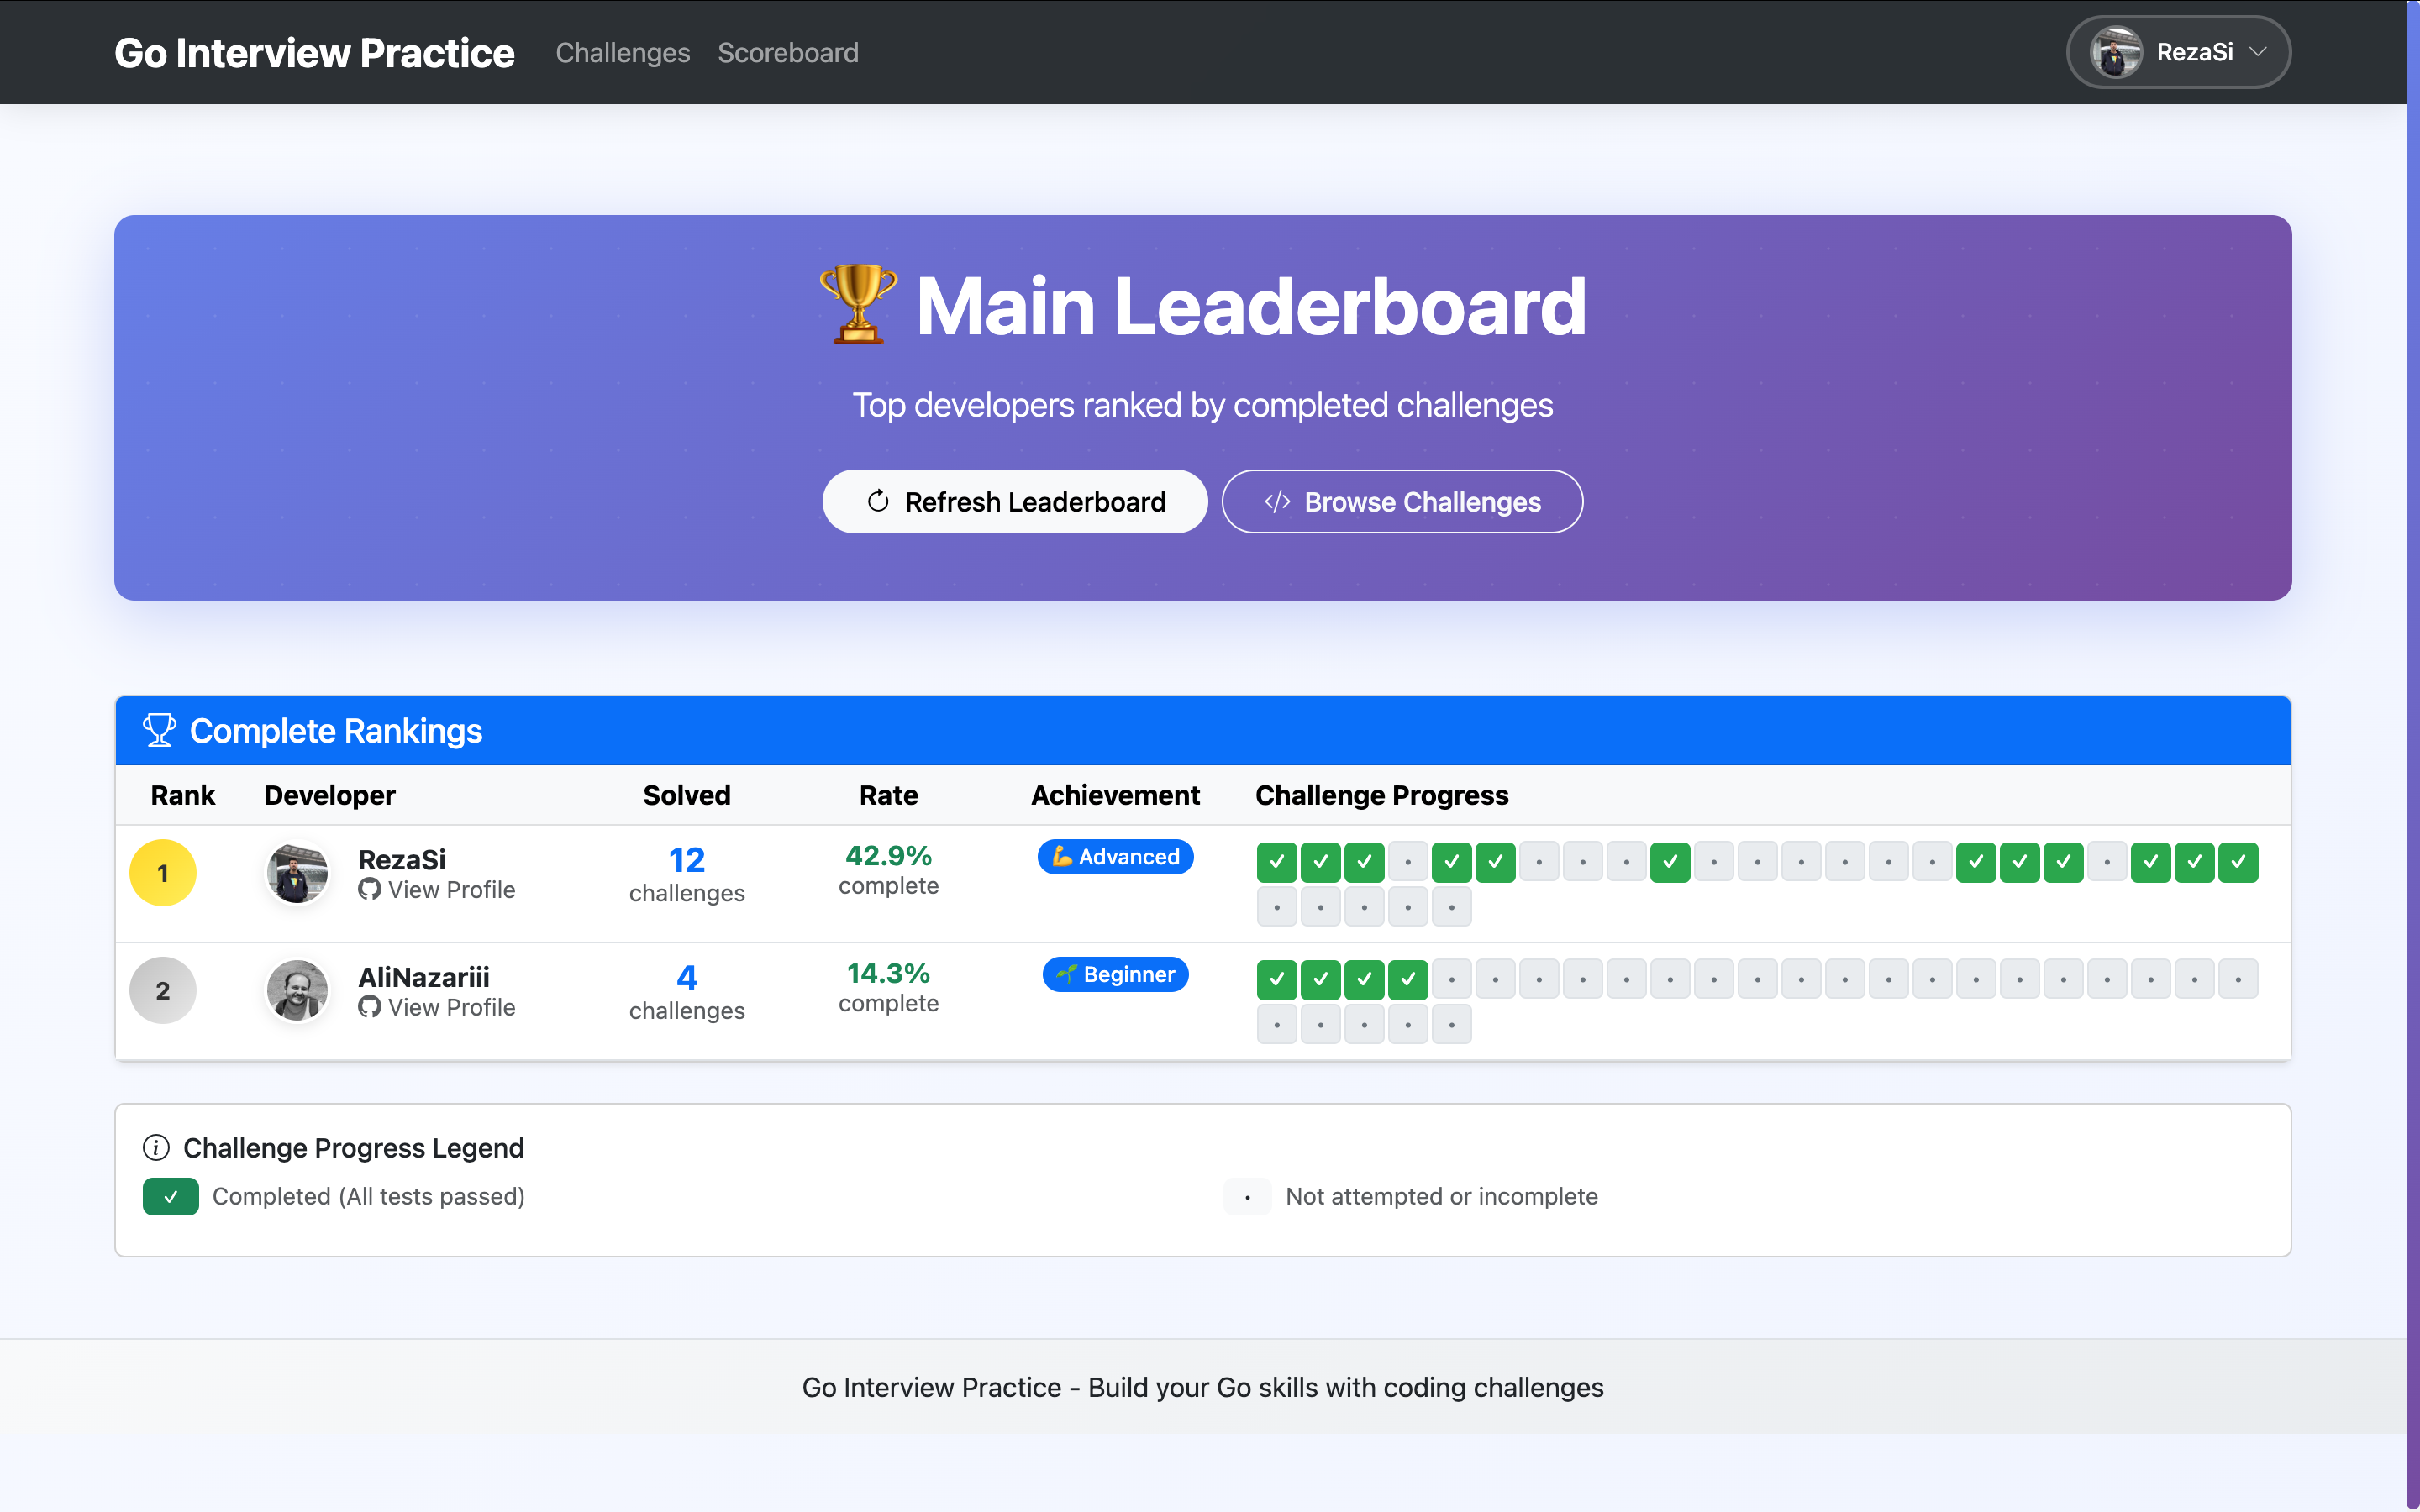 Go Interview Practice Challenges Scoreboard RezaSi
🏆 Main Leaderboard
Top developers ranked by completed challenges
Refresh Leaderboard </> Browse Challenges
Complete Rankings
Rank Developer Solved Rate Achievement Challenge Progress
1 RezaSi 12 42.9% 💪 Advanced
View Profile challenges complete
2 AliNazariii 4 14.3% 🌱 Beginner
View Profile challenges complete
Challenge Progress Legend
Completed (All tests passed) Not attempted or incomplete
Go Interview Practice - Build your Go skills with coding challenges